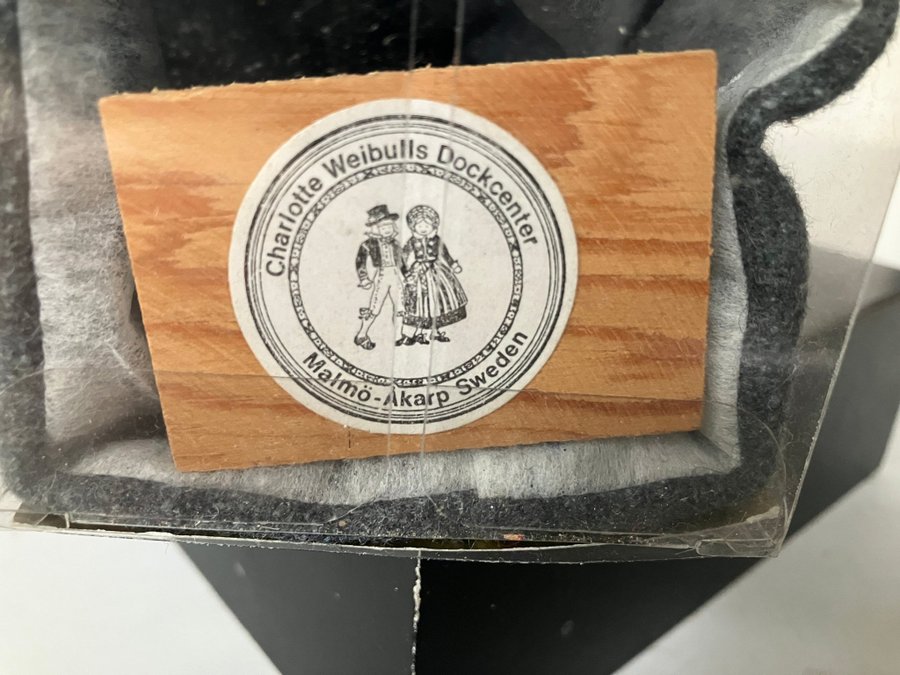 Charlotte Weibulls Dockcenter
Malmö-Åkarp Sweden